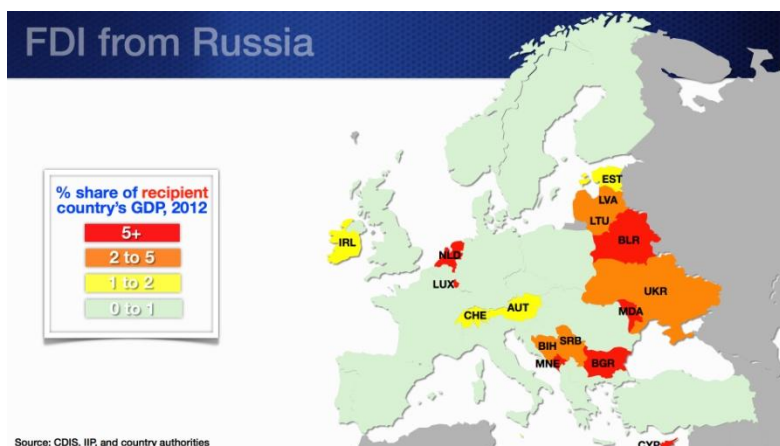 FDI from Russia
% share of recipient
country's GDP, 2012
5+
2 to 5
1 to 2
0 to 1
EST
LVA
LTU
BLR
IRL
NLD
LUX
UKR
MDA
CHE
AUT
BIH
SRB
MNE
BGR
CYP
Source: CDIS, IIP, and country authorities